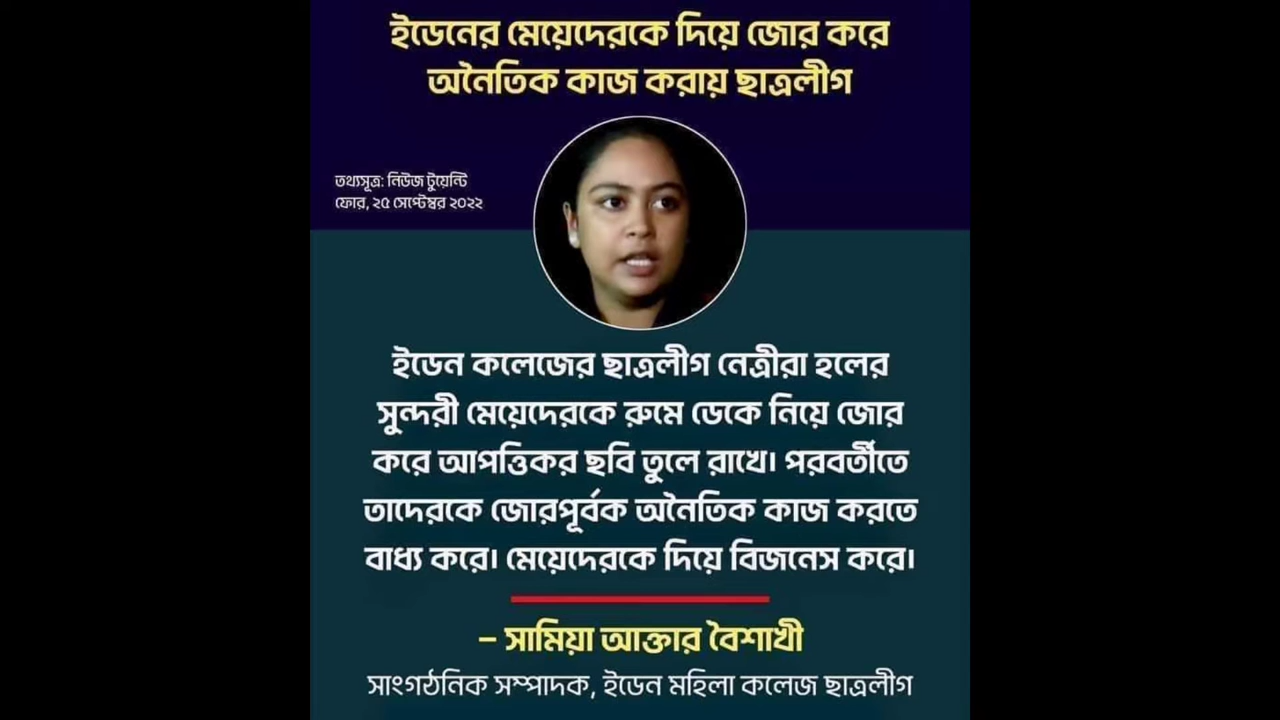 ইডেনের মেয়েদেরকে দিয়ে জোর করে
অনৈতিক কাজ করায় ছাত্রলীগ
তথ্যসূত্র: নিউজ টুয়েন্টি
ফোর, ২৫ সেপ্টেম্বর ২০২২
ইডেন কলেজের ছাত্রলীগ নেত্রীরা হলের
সুন্দরী মেয়েদেরকে রুমে ডেকে নিয়ে জোর
করে আপত্তিকর ছবি তুলে রাখে। পরবর্তীতে
তাদেরকে জোরপূর্বক অনৈতিক কাজ করতে
বাধ্য করে। মেয়েদেরকে দিয়ে বিজনেস করে।
– সামিয়া আক্তার বৈশাখী
সাংগঠনিক সম্পাদক, ইডেন মহিলা কলেজ ছাত্রলীগ